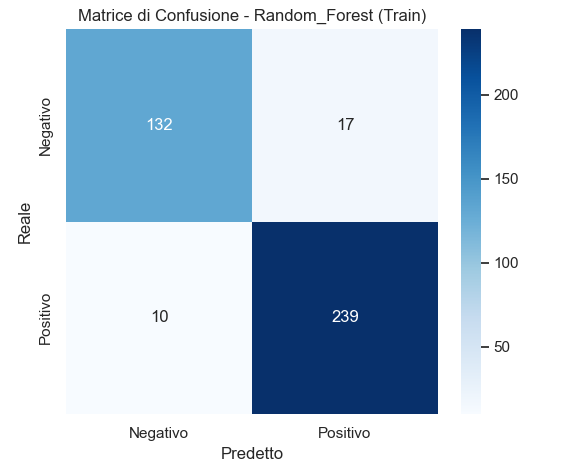 Matrice di Confusione - Random_Forest (Train)
Negativo
132
17
Positivo
10
239
Reale
Negativo
Positivo
Predetto
200
150
100
50